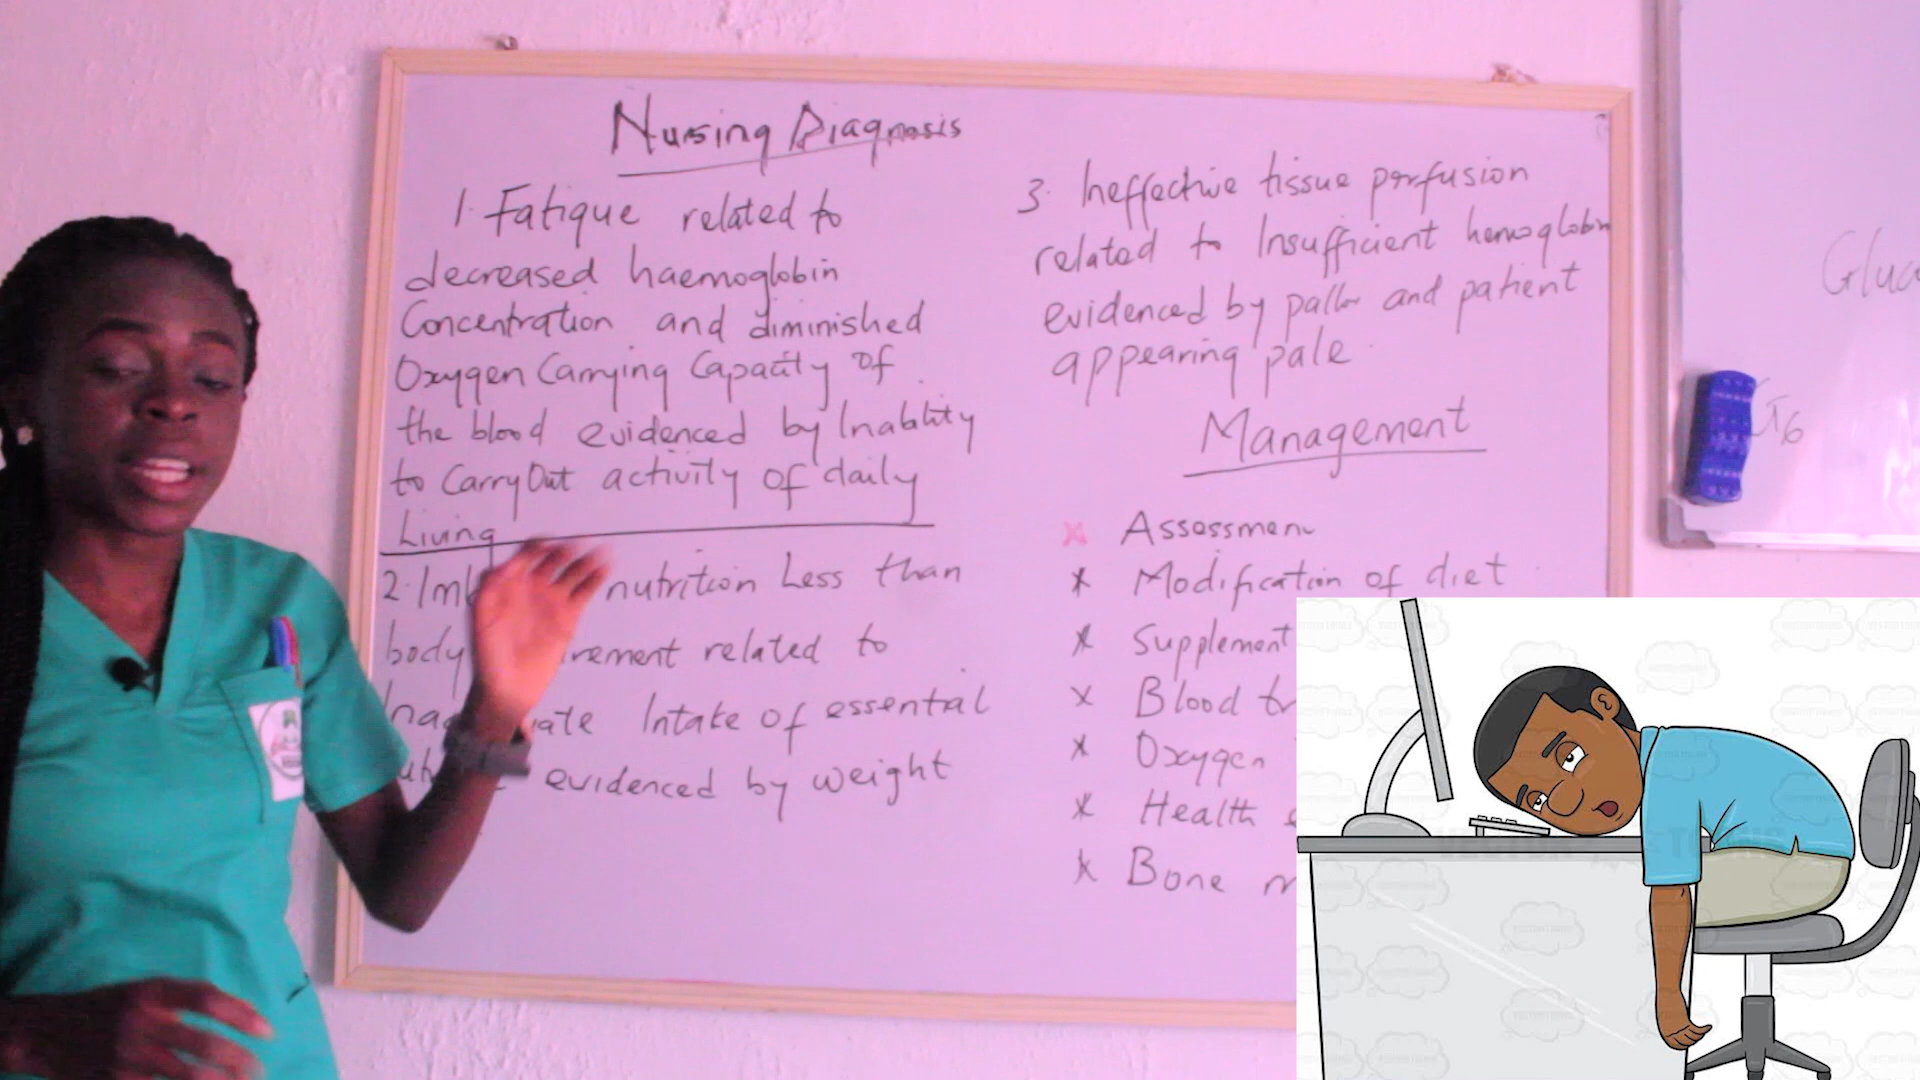 Nursing Diagnosis
1. Fatique related to
decreased haemoglobin
Concentration and diminished
Oxygen Carrying Capacity of
the blood evidenced by Inability
to Carry Out activity of daily
Living
2. nutrition Less than
body related to
Intake of essential
evidenced by weight
3. Ineffective tissue perfusion
related to Insufficient hemoglobin
evidenced by pallor and patient
appearing pale.
Management
x Assessment
x Modification of diet
x Supplement
x Blood
x Oxygen
x Health
x Bone
Gluc